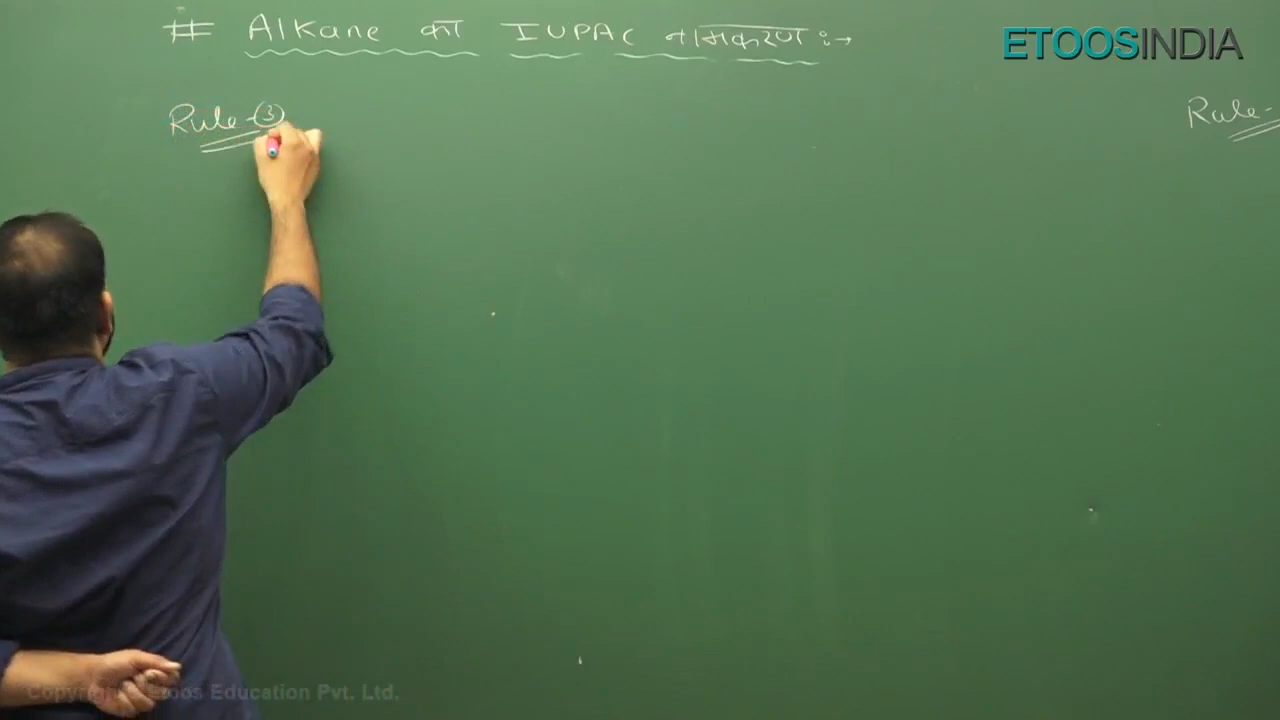 # Alkane का IUPAC नामकरण :→
ETOOSINDIA
Rule-③
Rule-
Copyright Etoos Education Pvt. Ltd.